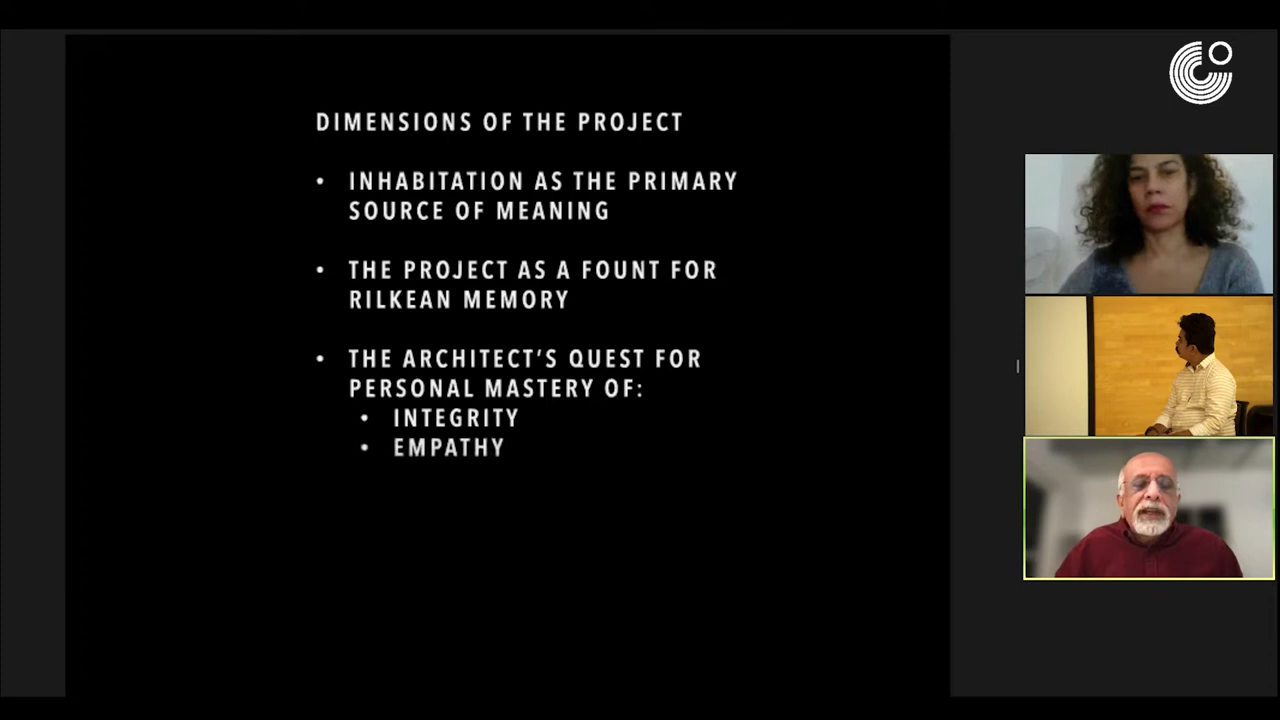 DIMENSIONS OF THE PROJECT
• INHABITATION AS THE PRIMARY
SOURCE OF MEANING
• THE PROJECT AS A FOUNT FOR
RILKEAN MEMORY
• THE ARCHITECT'S QUEST FOR
PERSONAL MASTERY OF:
• INTEGRITY
• EMPATHY